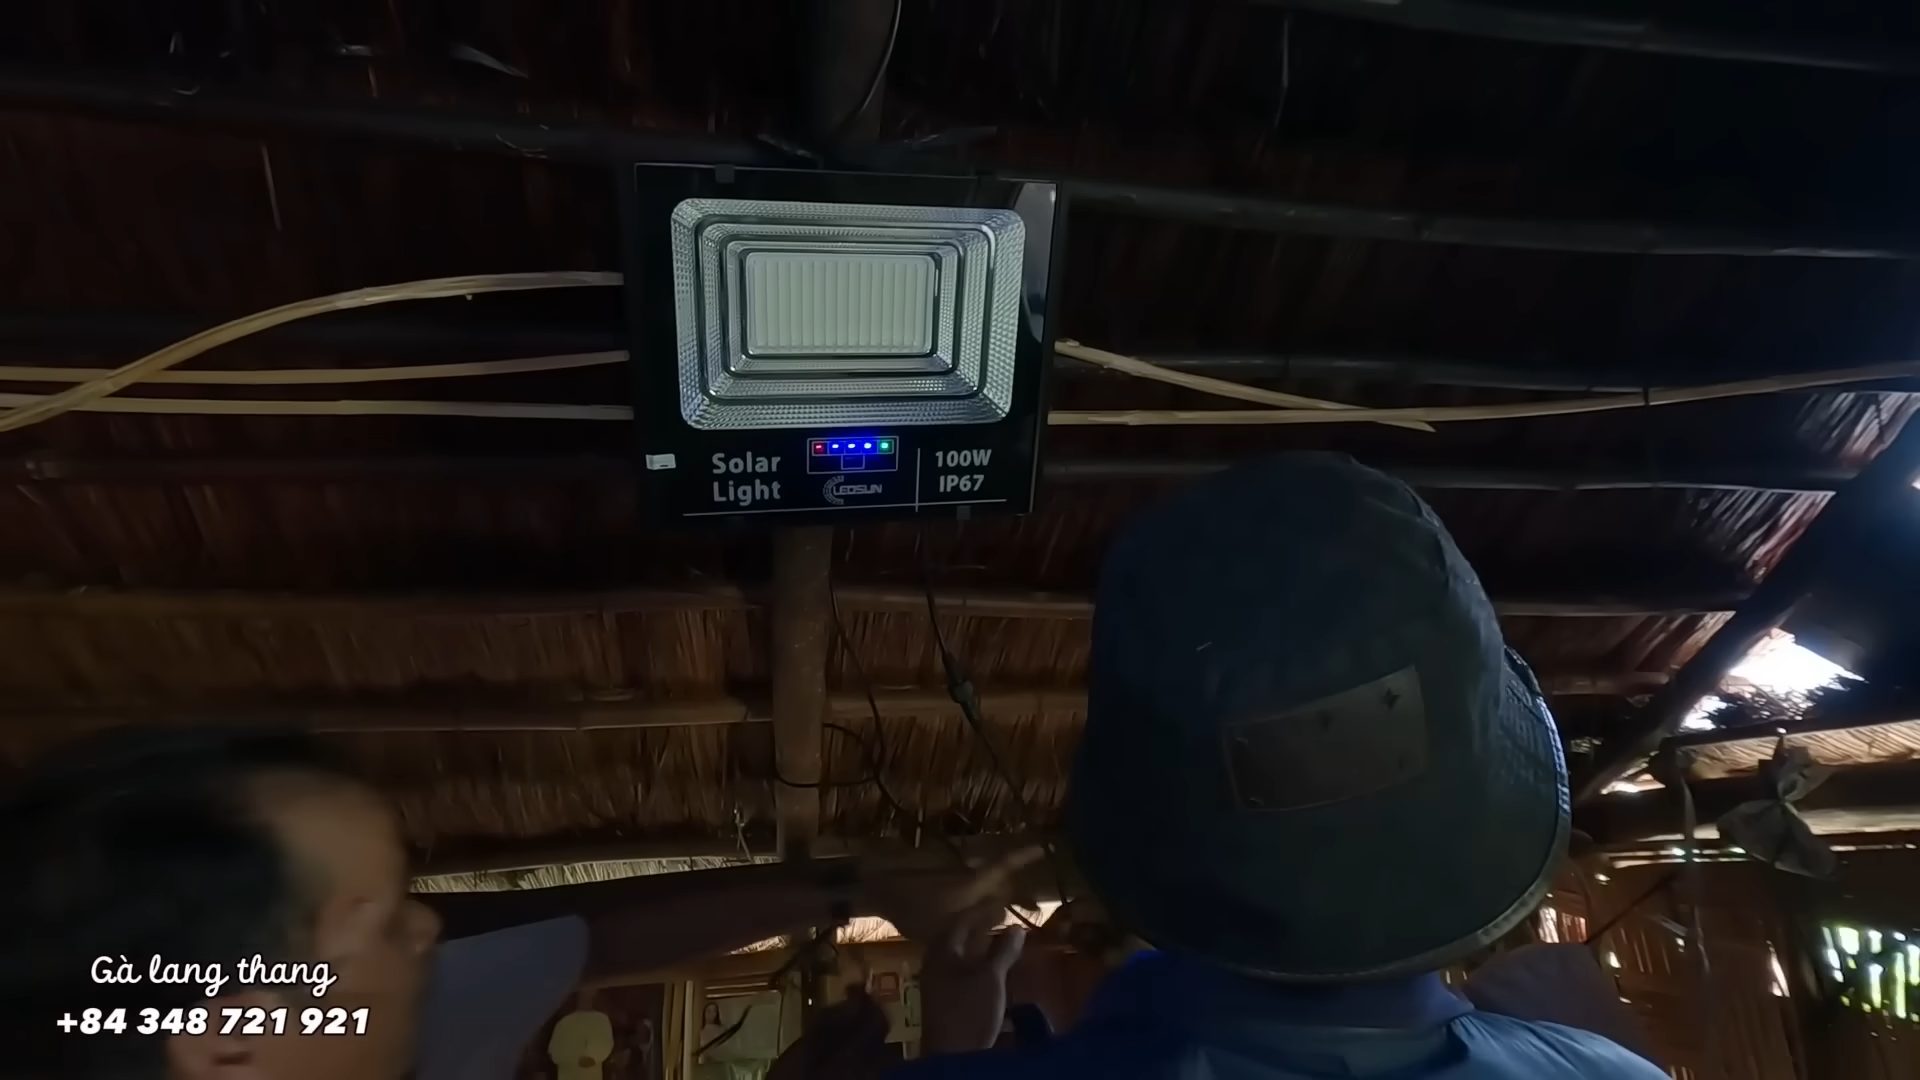 Solar
Light
LEDSUN
100W
IP67
Gà lang thang
+84 348 721 921